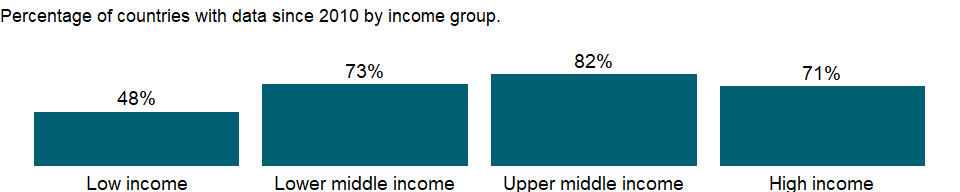 Percentage of countries with data since 2010 by income group.
48%
73%
82%
71%
Low income
Lower middle income
Upper middle income
High income